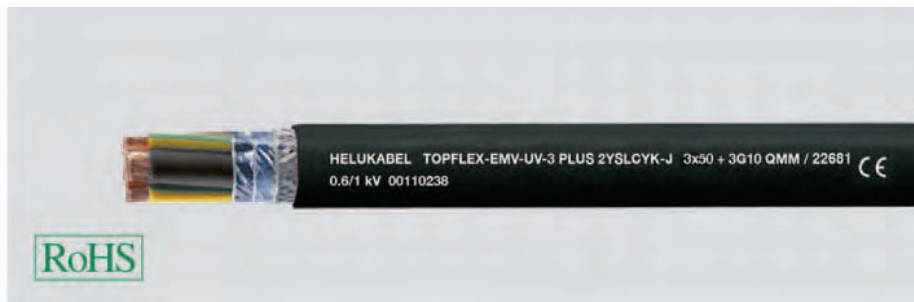 HELUKABEL TOPFLEX-EMV-UV-3 PLUS 2YSLCYK-J 3x50 + 3G10 QMM / 22681 CE
0.6/1 kV 00110238
RoHS